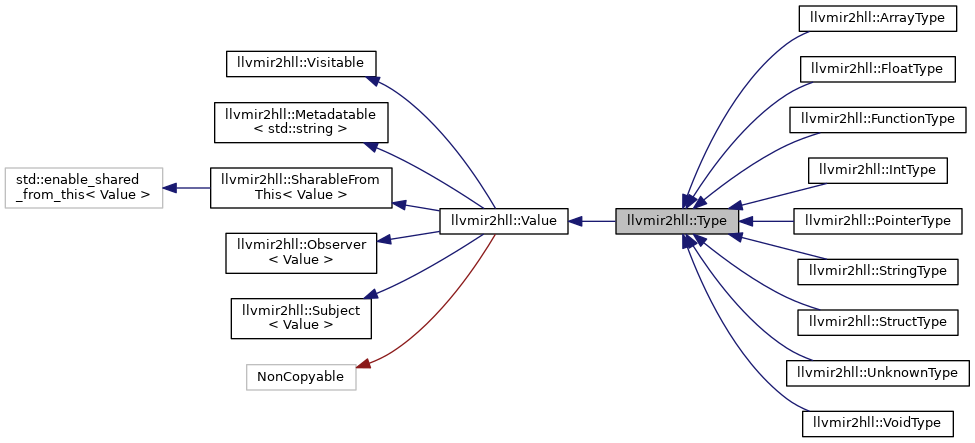 llvmir2hll::ArrayType
llvmir2hll::Visitable
llvmir2hll::FloatType
llvmir2hll::Metadatable
< std::string >
llvmir2hll::FunctionType
std::enable_shared
_from_this< Value >
llvmir2hll::SharableFrom
This< Value >
llvmir2hll::IntType
llvmir2hll::Value
llvmir2hll::Type
llvmir2hll::PointerType
llvmir2hll::Observer
< Value >
llvmir2hll::StringType
llvmir2hll::Subject
< Value >
llvmir2hll::StructType
NonCopyable
llvmir2hll::UnknownType
llvmir2hll::VoidType